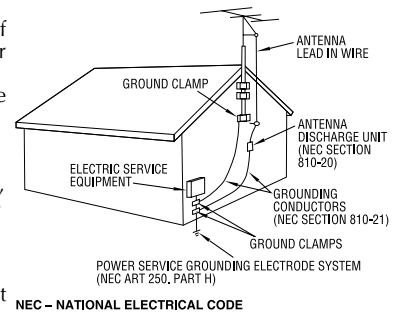 f
r
e
y
t
ANTENNA
LEAD IN WIRE
GROUND CLAMP
ANTENNA
DISCHARGE UNIT
(NEC SECTION
810-20)
ELECTRIC SERVICE
EQUIPMENT
GROUNDING
CONDUCTORS
(NEC SECTION 810-21)
GROUND CLAMPS
POWER SERVICE GROUNDING ELECTRODE SYSTEM
(NEC ART 250, PART H)
NEC – NATIONAL ELECTRICAL CODE